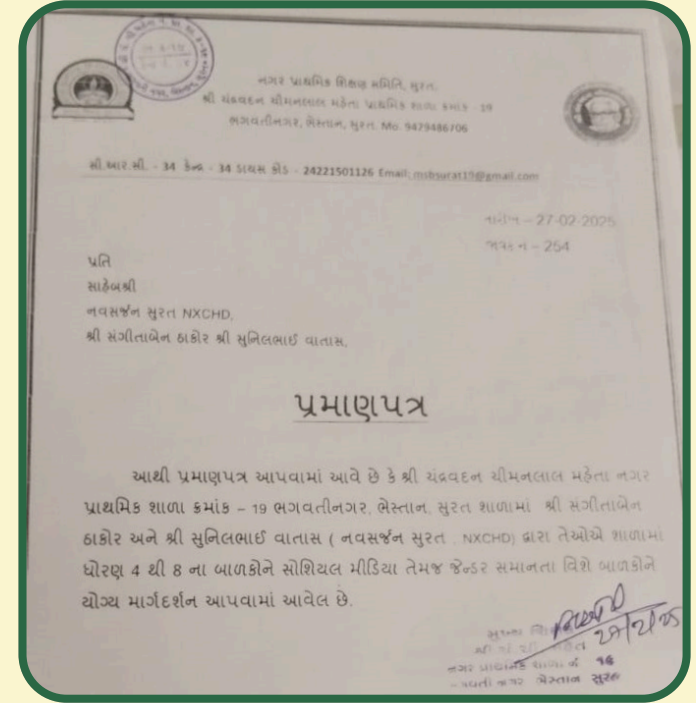 નગર પ્રાથમિક શિક્ષણ સમિતિ, સુરત.
શ્રી ચંદ્રવદન ચીમનલાલ મહેતા પ્રાથમિક શાળા ક્રમાંક - 19
ભગવતીનગર, ભેસ્તાન, સુરત. Mo. 9479486706
સી.આર.સી. - 34 કેન્દ્ર - 34 ડાયસ કોડ - 24221501126 Email: msbsurat19@gmail.com
તારીખ – 27-02-2025
જાવક નં – 254
પ્રતિ
સાહેબશ્રી
નવસર્જન સુરત NXCHD,
શ્રી સંગીતાબેન ઠાકોર શ્રી સુનિલભાઈ વાતાસ,
પ્રમાણપત્ર
આથી પ્રમાણપત્ર આપવામાં આવે છે કે શ્રી ચંદ્રવદન ચીમનલાલ મહેતા નગર
પ્રાથમિક શાળા ક્રમાંક – 19 ભગવતીનગર, ભેસ્તાન, સુરત શાળામાં શ્રી સંગીતાબેન
ઠાકોર અને શ્રી સુનિલભાઈ વાતાસ ( નવસર્જન સુરત , NXCHD) દ્વારા તેઓએ શાળામાં
ધોરણ 4 થી 8 ના બાળકોને સોશિયલ મીડિયા તેમજ જેન્ડર સમાનતા વિશે બાળકોને
યોગ્ય માર્ગદર્શન આપવામાં આવેલ છે.
નગર પ્રાથમિક શાળા ક્રં 19
ભેસ્તાન સુરત